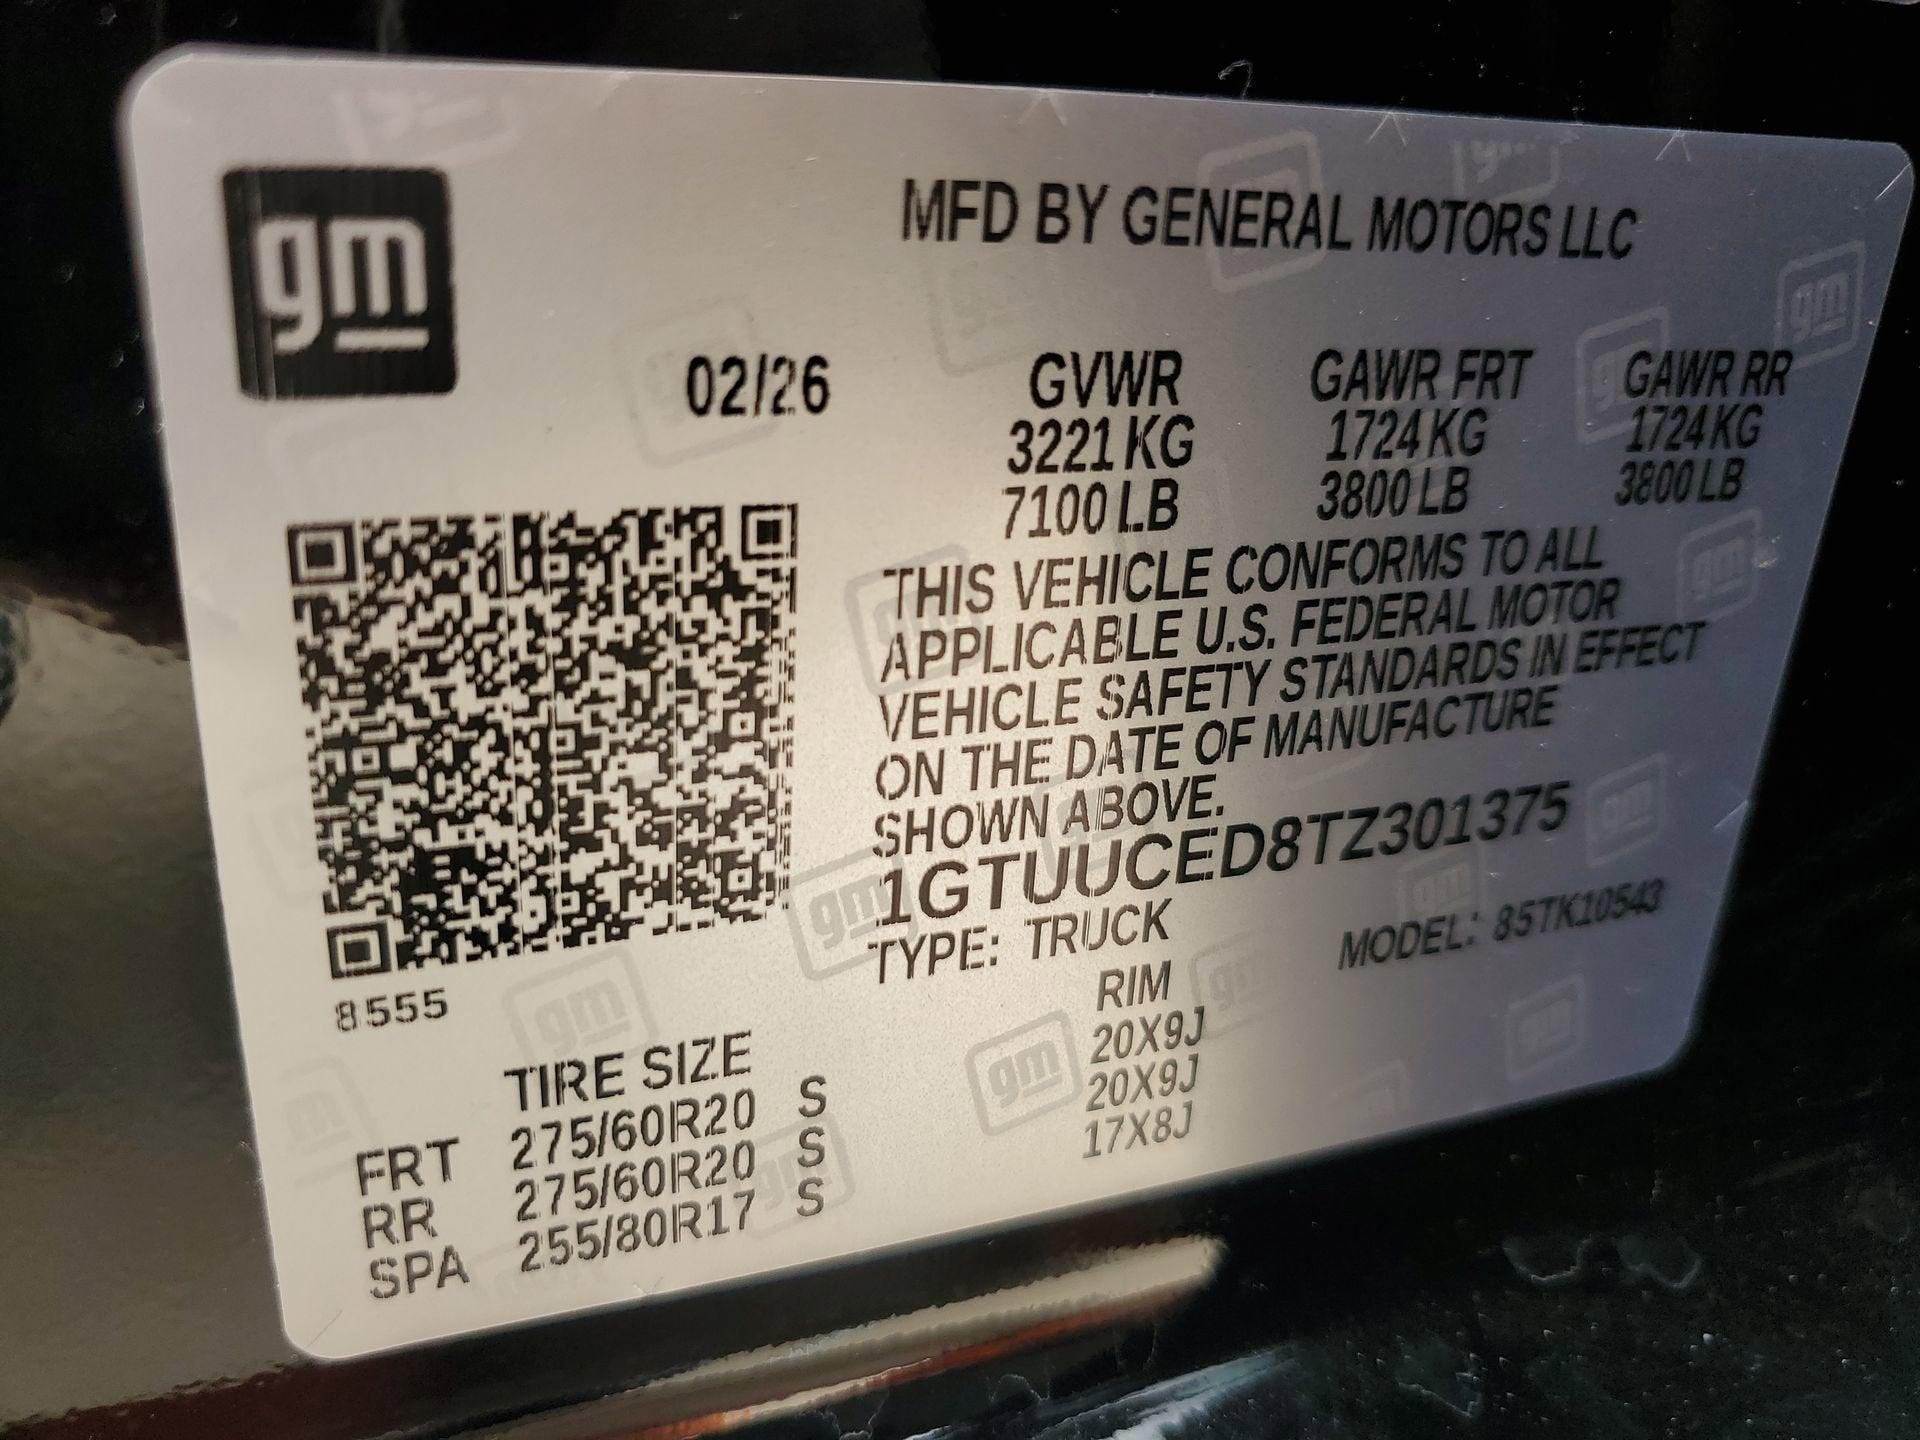 gm
MFD BY GENERAL MOTORS LLC
02/26 GVWR GAWR FRT GAWR RR
3221 KG 1724 KG 1724 KG
7100 LB 3800 LB 3800 LB
THIS VEHICLE CONFORMS TO ALL
APPLICABLE U.S. FEDERAL MOTOR
VEHICLE SAFETY STANDARDS IN EFFECT
ON THE DATE OF MANUFACTURE
SHOWN ABOVE.
1GTUUCED8TZ301375
TYPE: TRUCK MODEL: 85TK10543
8555
TIRE SIZE RIM
FRT 275/60R20 S 20X9J
RR 275/60R20 S 20X9J
SPA 255/80R17 S 17X8J